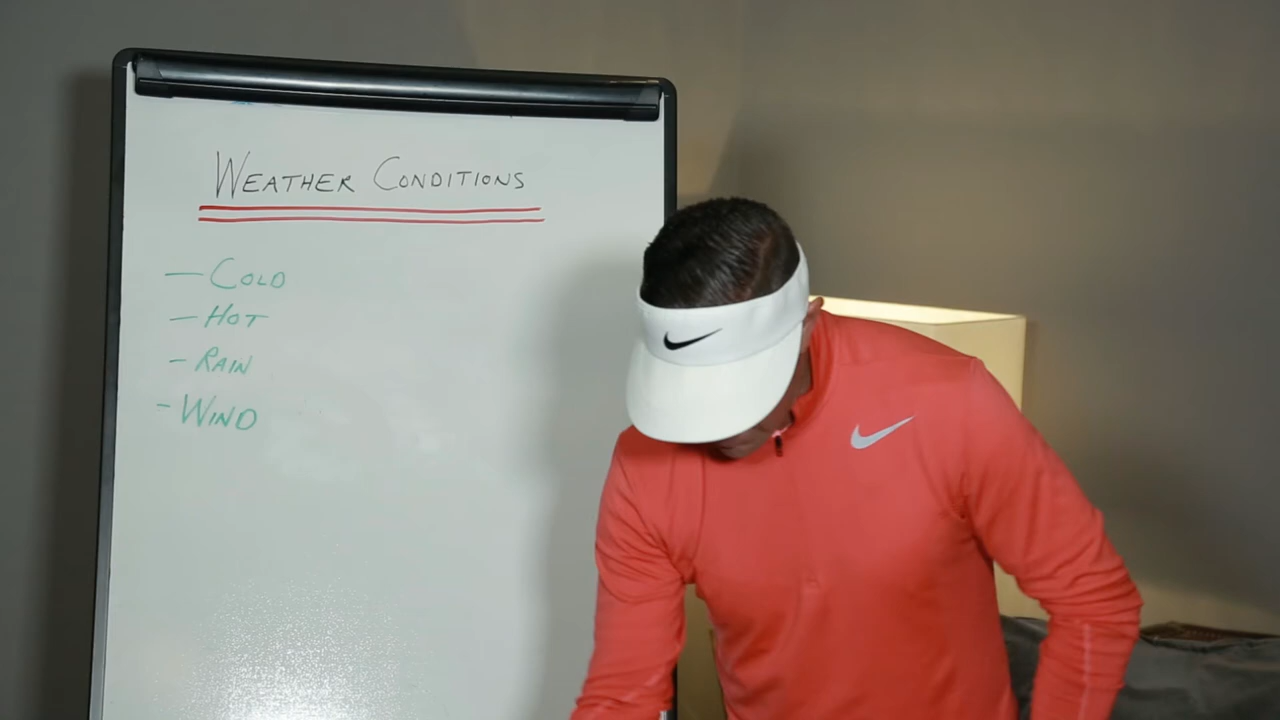 WEATHER CONDITIONS
- COLD
- HOT
- RAIN
- WIND